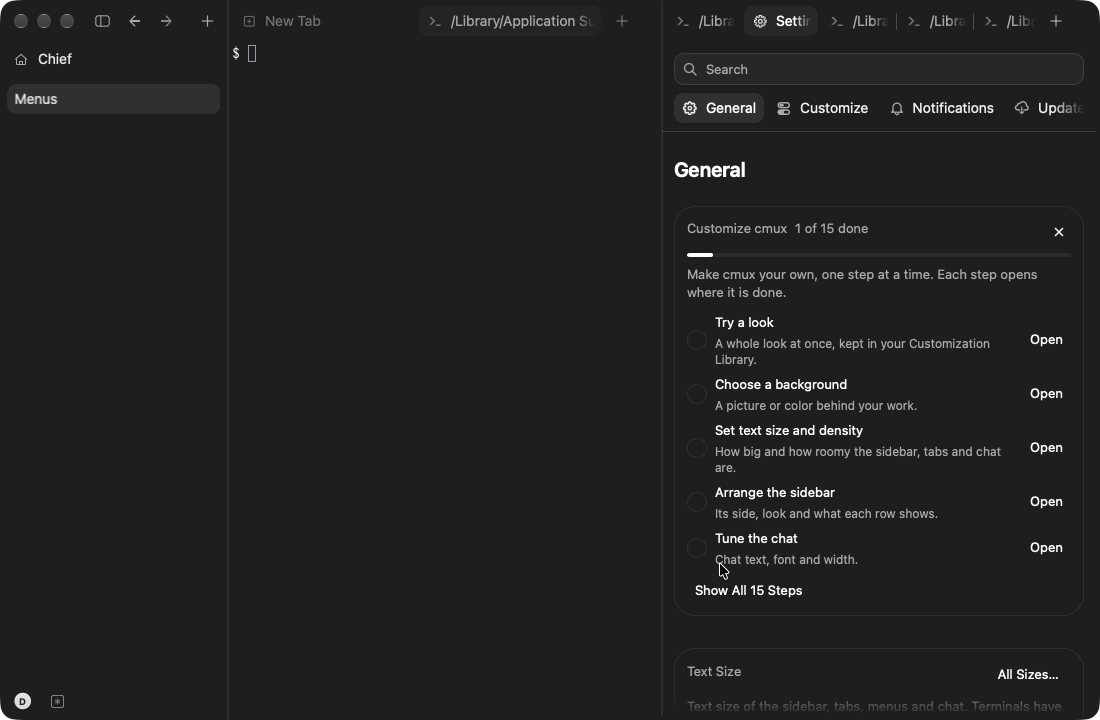 New Tab
/Library/Application Su
/Libra
Settin
/Libra
/Libra
/Libr
Chief
Menus
$
Search
General
Customize
Notifications
Update
General
Customize cmux 1 of 15 done
Make cmux your own, one step at a time. Each step opens
where it is done.
Try a look
A whole look at once, kept in your Customization
Library.
Open
Choose a background
A picture or color behind your work.
Open
Set text size and density
How big and how roomy the sidebar, tabs and chat
are.
Open
Arrange the sidebar
Its side, look and what each row shows.
Open
Tune the chat
Chat text, font and width.
Open
Show All 15 Steps
Text Size
All Sizes...
Text size of the sidebar, tabs, menus and chat. Terminals have
D